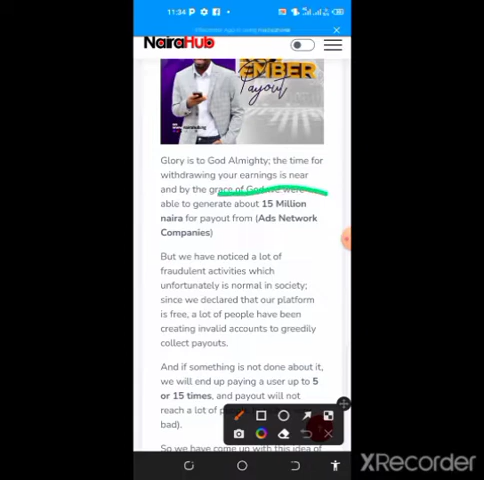 11:34
NairaHub
EMBER
Payout
Glory is to God Almighty; the time for
withdrawing your earnings is near
and by the grace of God we were
able to generate about 15 Million
naira for payout from (Ads Network
Companies)
But we have noticed a lot of
fraudulent activities which
unfortunately is normal in society;
since we declared that our platform
is free, a lot of people have been
creating invalid accounts to greedily
collect payouts.
And if something is not done about it,
we will end up paying a user up to 5
or 15 times, and payout will not
reach a lot of
bad).
So we have come up with this idea of
XRecorder